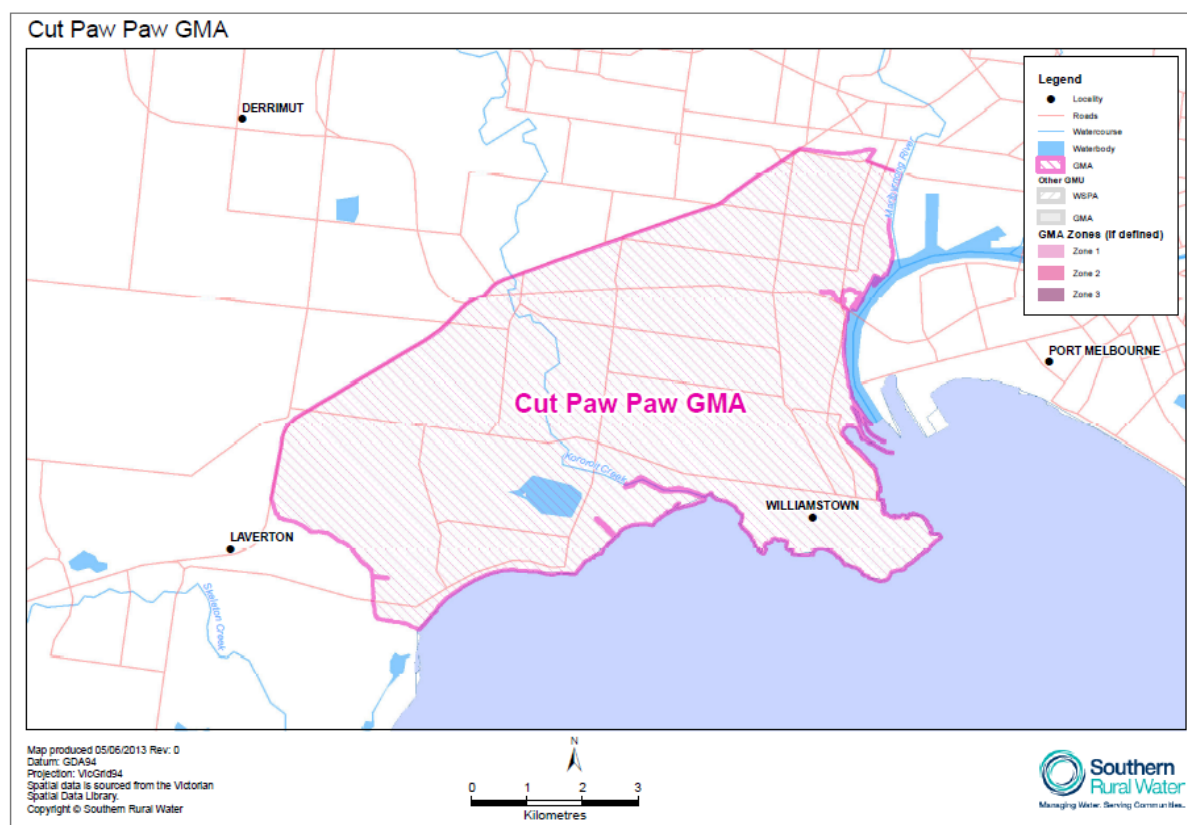 Cut Paw Paw GMA
DERRIMUT
Maribyrnong River
PORT MELBOURNE
Cut Paw Paw GMA
Kororoit Creek
WILLIAMSTOWN
LAVERTON
Skeleton Creek
Legend
Locality
Roads
Watercourse
Waterbody
GMA
Other GMU
WSPA
GMA
GMA Zones (if defined)
Zone 1
Zone 2
Zone 3
Map produced 05/06/2013 Rev: 0
Datum: GDA94
Projection: VicGrid94
Spatial data is sourced from the Victorian
Spatial Data Library.
Copyright © Southern Rural Water
N
0 1 2 3
Kilometres
Southern
Rural Water
Managing Water. Serving Communities.